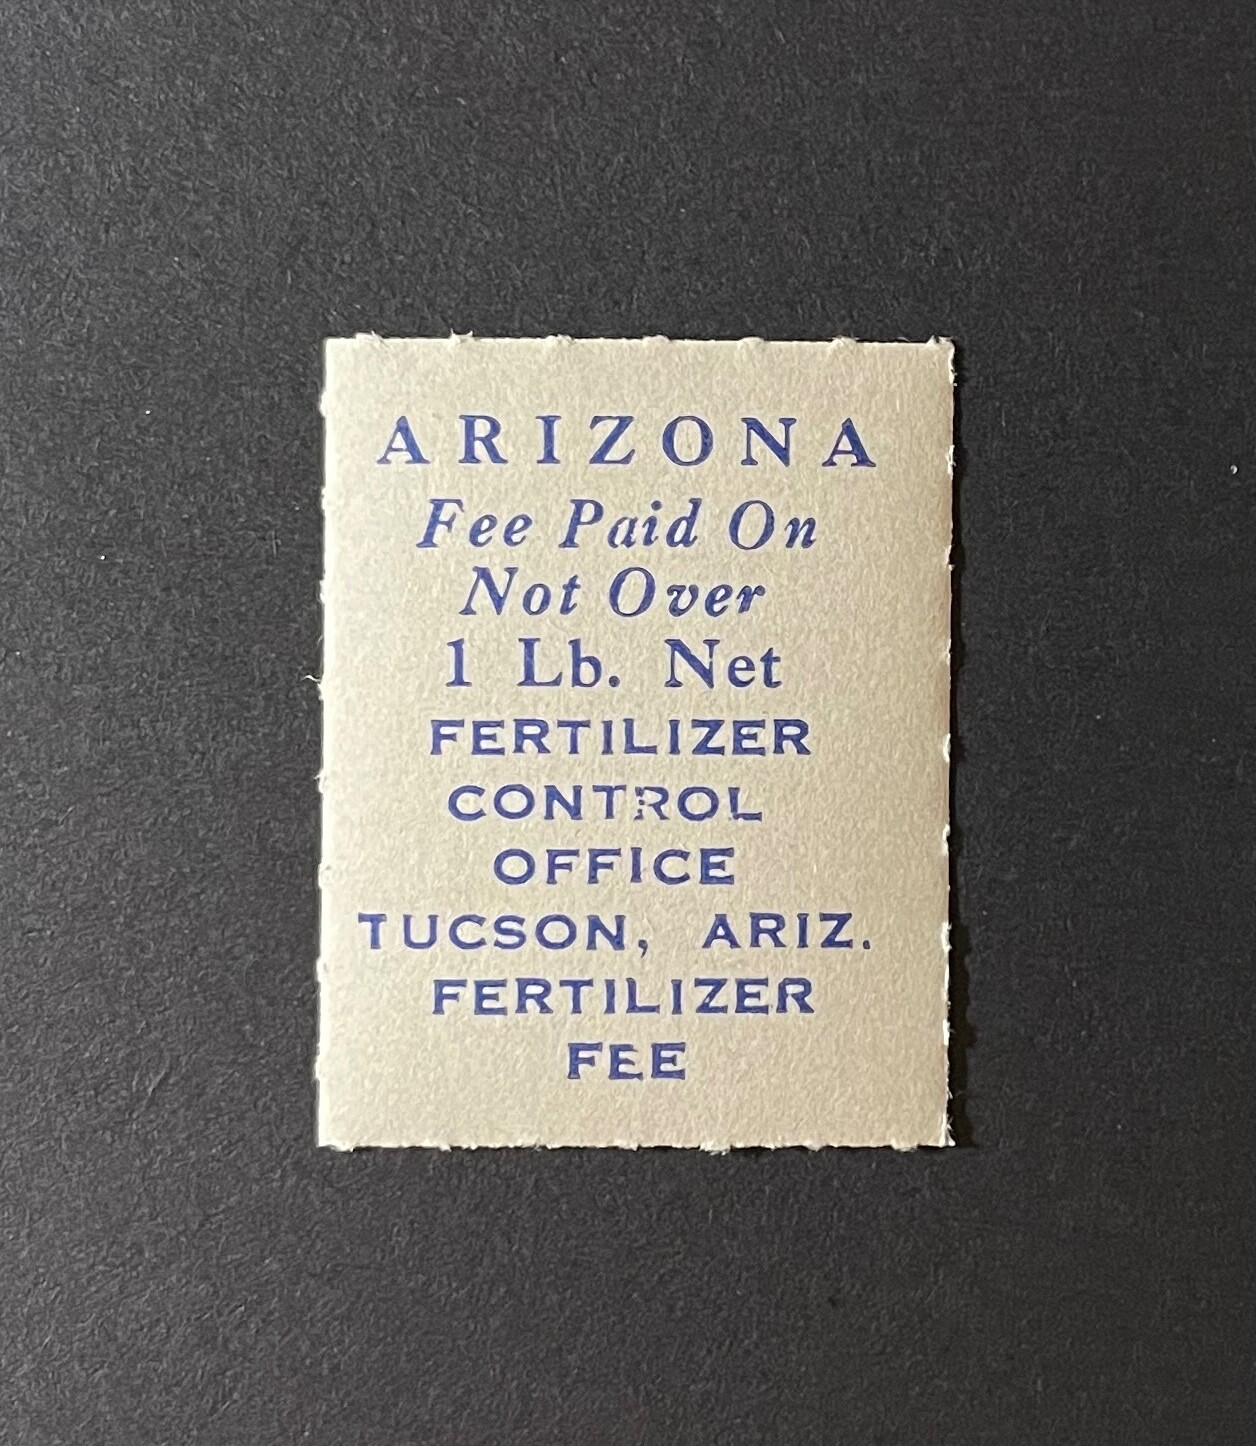 ARIZONA
Fee Paid On
Not Over
1 Lb. Net
FERTILIZER
CONTROL
OFFICE
TUCSON, ARIZ.
FERTILIZER
FEE